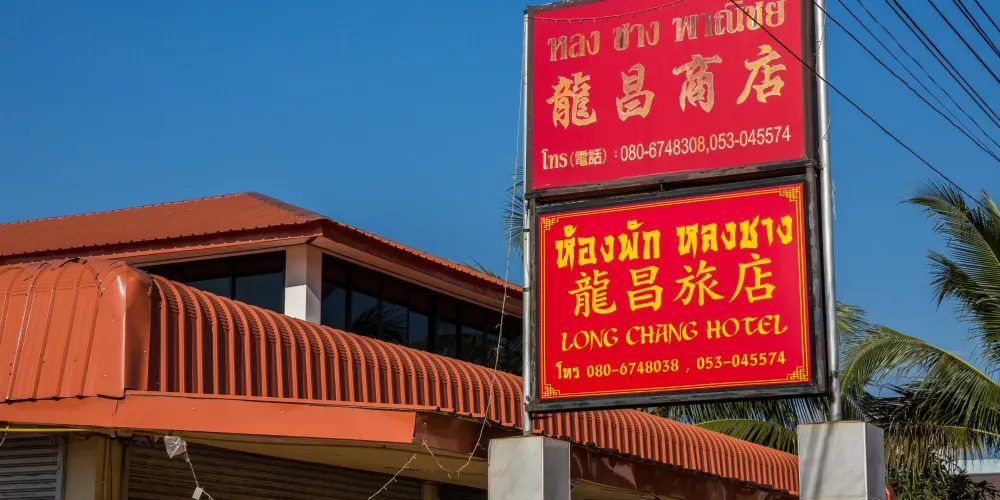 หลง ชาง พาณิชย์
龍昌商店
โทร(電話) : 080-6748308,053-045574
ห้องพัก หลงชาง
龍昌旅店
LONG CHANG HOTEL
โทร 080-6748038 , 053-045574